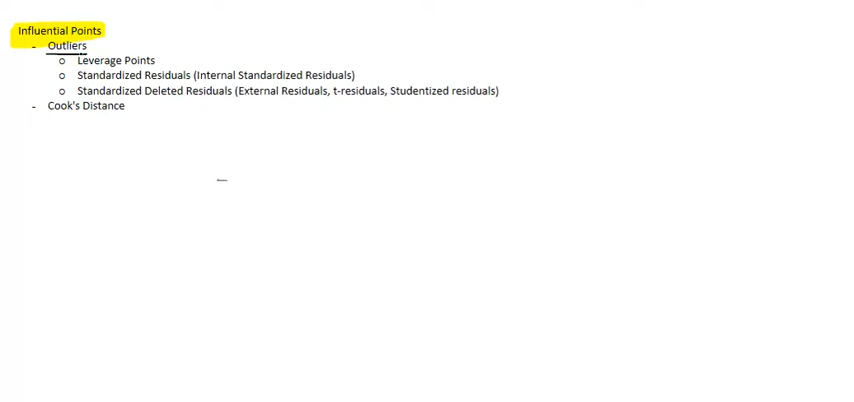 Influential Points
- Outliers
o Leverage Points
o Standardized Residuals (Internal Standardized Residuals)
o Standardized Deleted Residuals (External Residuals, t-residuals, Studentized residuals)
- Cook's Distance